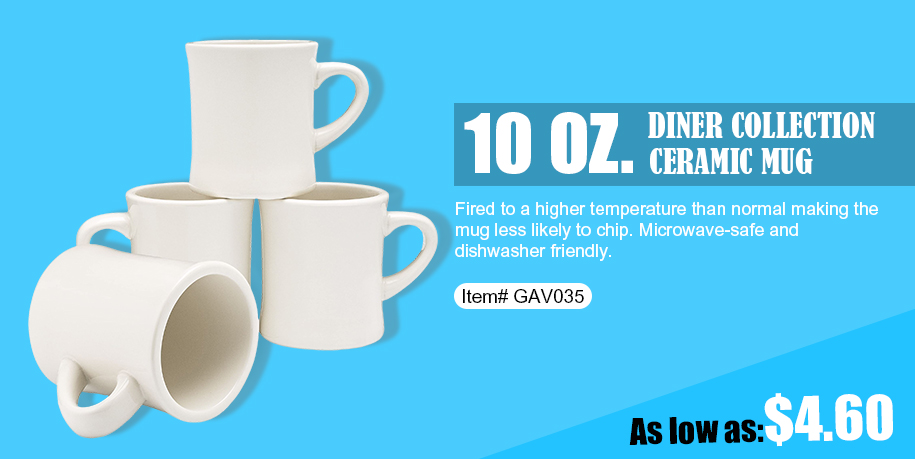 10 OZ. DINER COLLECTION
CERAMIC MUG
Fired to a higher temperature than normal making the
mug less likely to chip. Microwave-safe and
dishwasher friendly.
Item# GAV035
As low as:$4.60